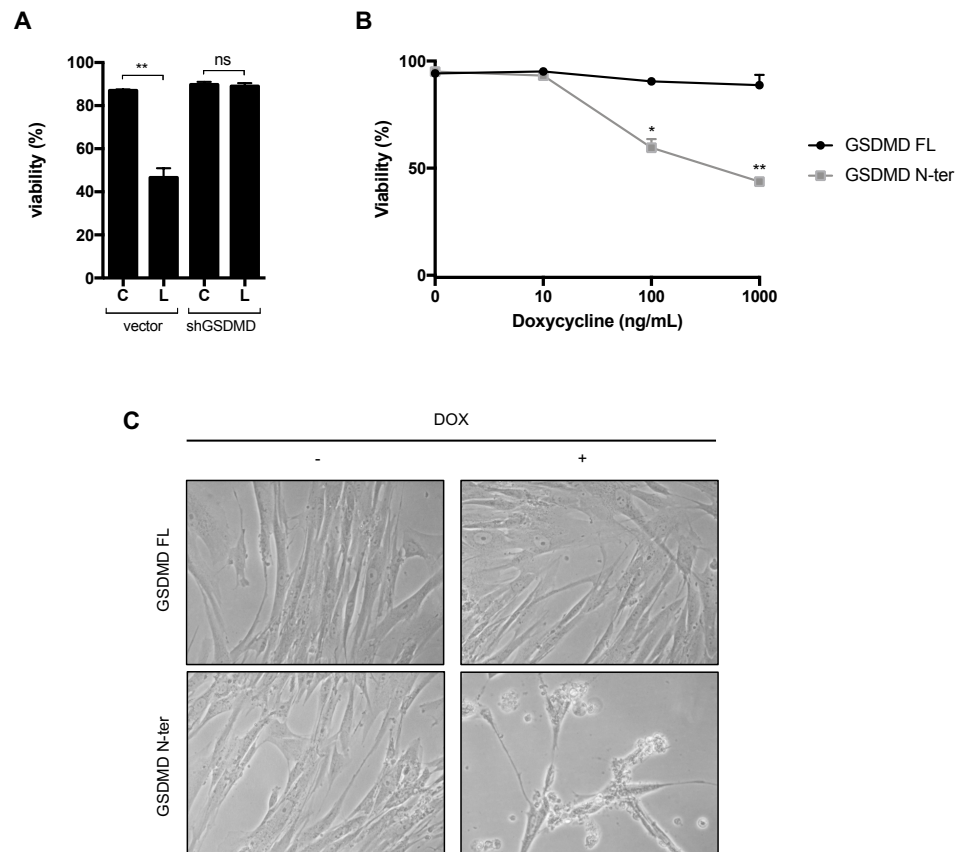 A
B
**
ns
100
80
60
40
20
0
viability (%)
C
L
C
L
vector
shGSDMD
100
50
0
Viability (%)
*
**
0
10
100
1000
Doxycycline (ng/mL)
GSDMD FL
GSDMD N-ter
C
DOX
-
+
GSDMD FL
GSDMD N-ter